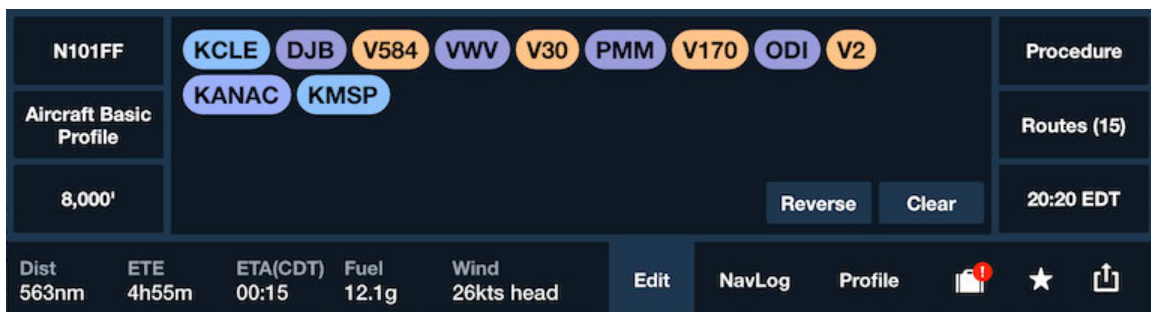 N101FF
Aircraft Basic
Profile
8,000'
KCLE DJB V584 VWV V30 PMM V170 ODI V2
KANAC KMSP
Reverse Clear
Procedure
Routes (15)
20:20 EDT
Dist ETE ETA(CDT) Fuel Wind
563nm 4h55m 00:15 12.1g 26kts head
Edit NavLog Profile !